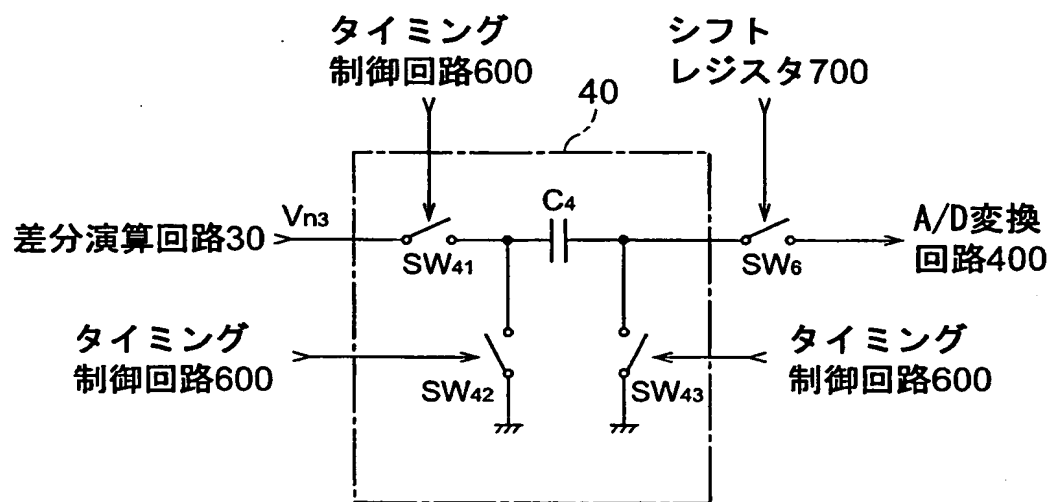 タイミング
制御回路600
シフト
レジスタ700
40
C4
Vn3
差分演算回路30
SW41
SW6
A/D変換
回路400
タイミング
制御回路600
SW42
SW43
タイミング
制御回路600